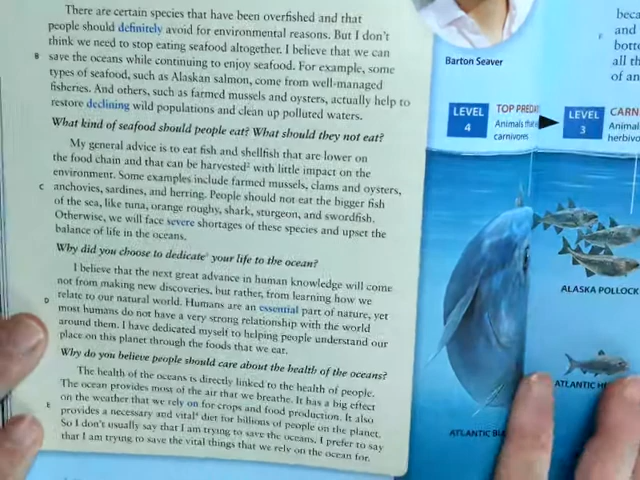 There are certain species that have been overfished and that
people should definitely avoid for environmental reasons. But I don't
think we need to stop eating seafood altogether. I believe that we can
B save the oceans while continuing to enjoy seafood. For example, some
types of seafood, such as Alaskan salmon, come from well-managed
fisheries. And others, such as farmed mussels and oysters, actually help to
restore declining wild populations and clean up polluted waters.
What kind of seafood should people eat? What should they not eat?
My general advice is to eat fish and shellfish that are lower on
the food chain and that can be harvested² with little impact on the
environment. Some examples include farmed mussels, clams and oysters,
C anchovies, sardines, and herring. People should not eat the bigger fish
of the sea, like tuna, orange roughy, shark, sturgeon, and swordfish.
Otherwise, we will face severe shortages of these species and upset the
balance of life in the oceans.
Why did you choose to dedicate³ your life to the ocean?
I believe that the next great advance in human knowledge will come
not from making new discoveries, but rather, from learning how we
D relate to our natural world. Humans are an essential part of nature, yet
most humans do not have a very strong relationship with the world
around them. I have dedicated myself to helping people understand our
place on this planet through the foods that we eat.
Why do you believe people should care about the health of the oceans?
The health of the oceans is directly linked to the health of people.
The ocean provides most of the air that we breathe. It has a big effect
on the weather that we rely on for crops and food production. It also
E provides a necessary and vital⁴ diet for billions of people on the planet.
So I don't usually say that I am trying to save the oceans. I prefer to say
that I am trying to save the vital things that we rely on the ocean for.
Barton Seaver
and
F
all th
of an
LEVEL
4
TOP PREDA
Animals tha
carnivors
LEVEL
3
CARN
Animal
herbivo
ALASKA POLLOCK
ATLANTIC HE
ATLANTIC BL